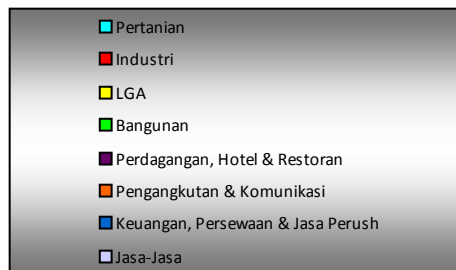 Pertanian
Industri
LGA
Bangunan
Perdagangan, Hotel & Restoran
Pengangkutan & Komunikasi
Keuangan, Persewaan & Jasa Perush
Jasa-Jasa